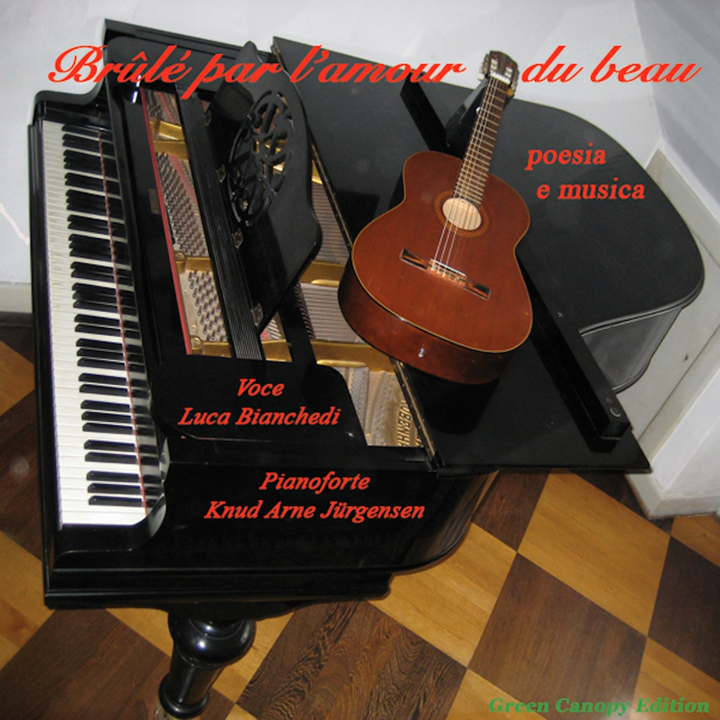 Brûlé par l'amour du beau
poesia
e musica
Voce
Luca Bianchedi
Pianoforte
Knud Arne Jürgensen
Green Canopy Edition